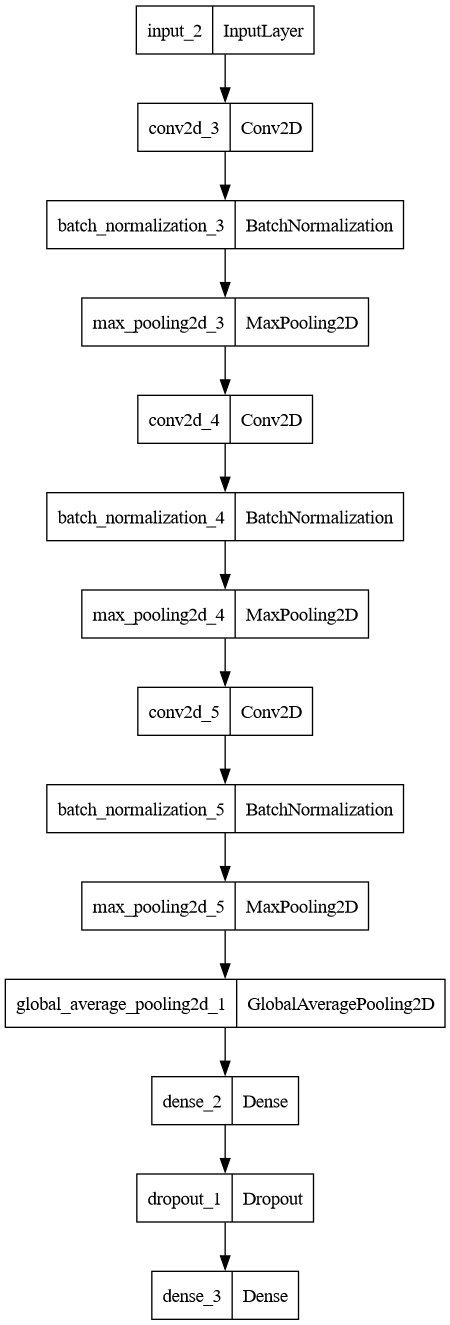 input_2 InputLayer
conv2d_3 Conv2D
batch_normalization_3 BatchNormalization
max_pooling2d_3 MaxPooling2D
conv2d_4 Conv2D
batch_normalization_4 BatchNormalization
max_pooling2d_4 MaxPooling2D
conv2d_5 Conv2D
batch_normalization_5 BatchNormalization
max_pooling2d_5 MaxPooling2D
global_average_pooling2d_1 GlobalAveragePooling2D
dense_2 Dense
dropout_1 Dropout
dense_3 Dense